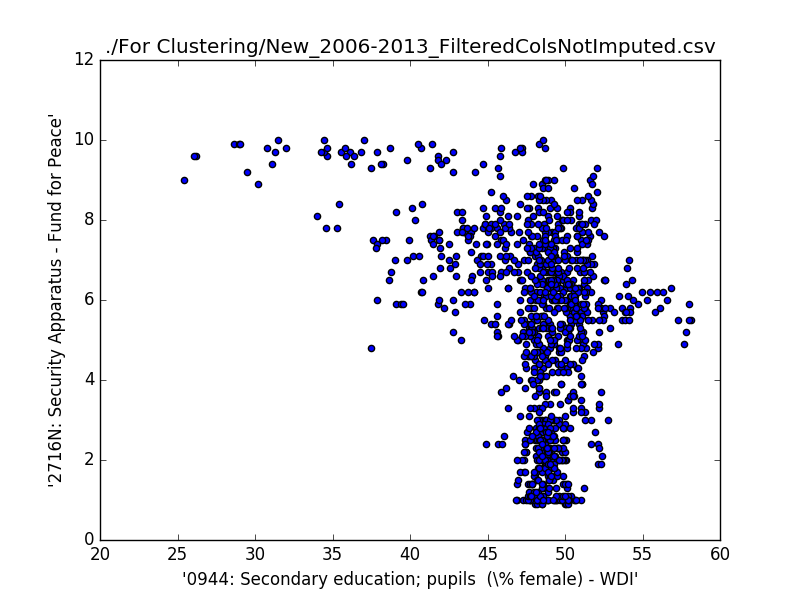 ./For Clustering/New_2006-2013_FilteredColsNotImputed.csv
12
10
8
6
4
2
0
'2716N: Security Apparatus - Fund for Peace'
20 25 30 35 40 45 50 55 60
'0944: Secondary education; pupils  (\% female) - WDI'